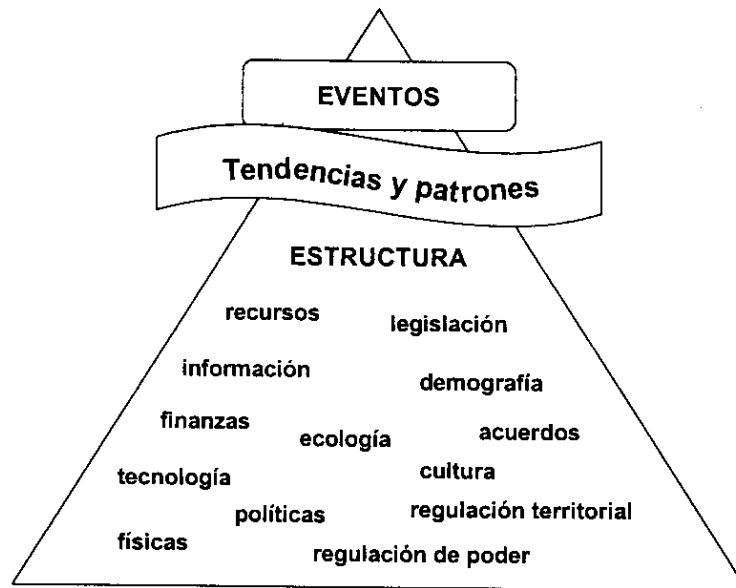 EVENTOS
Tendencias y patrones
ESTRUCTURA
recursos
legislación
información
demografía
finanzas
ecología
acuerdos
tecnología
cultura
políticas
regulación territorial
físicas
regulación de poder